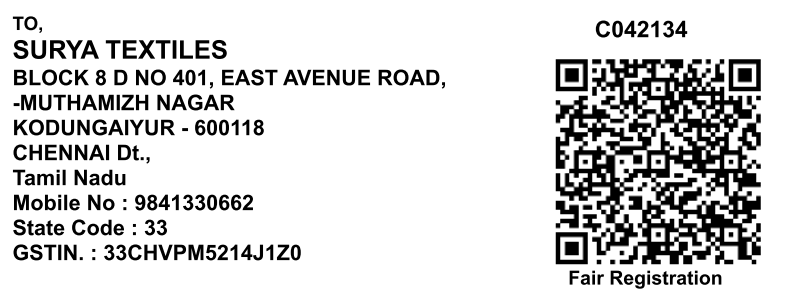 TO,
SURYA TEXTILES
BLOCK 8 D NO 401, EAST AVENUE ROAD,
-MUTHAMIZH NAGAR
KODUNGAIYUR - 600118
CHENNAI Dt.,
Tamil Nadu
Mobile No : 9841330662
State Code : 33
GSTIN. : 33CHVPM5214J1Z0
C042134
Fair Registration